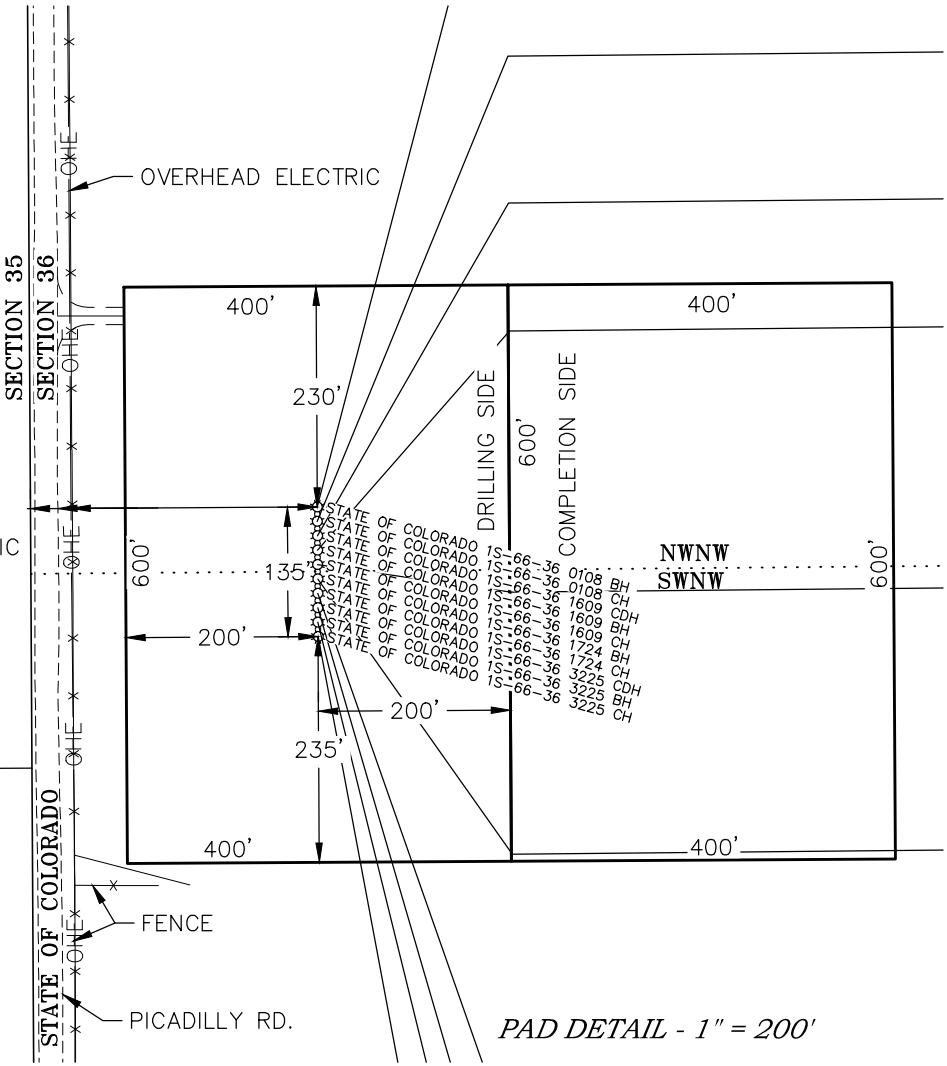 OHE
OVERHEAD ELECTRIC
SECTION 35
SECTION 36
400'
400'
OHE
230'
DRILLING SIDE
600'
COMPLETION SIDE
IC
OHE
600'
135'
STATE OF COLORADO 1S-66-36 0108 BH
STATE OF COLORADO 1S-66-36 0108 CH
STATE OF COLORADO 1S-66-36 1609 CDH
STATE OF COLORADO 1S-66-36 1609 BH
STATE OF COLORADO 1S-66-36 1609 CH
STATE OF COLORADO 1S-66-36 1724 BH
STATE OF COLORADO 1S-66-36 1724 CH
STATE OF COLORADO 1S-66-36 3225 CDH
STATE OF COLORADO 1S-66-36 3225 BH
STATE OF COLORADO 1S-66-36 3225 CH
NWNW
SWNW
600'
200'
200'
235'
OHE
400'
400'
STATE OF COLORADO
FENCE
OHE
PICADILLY RD.
PAD DETAIL - 1" = 200'